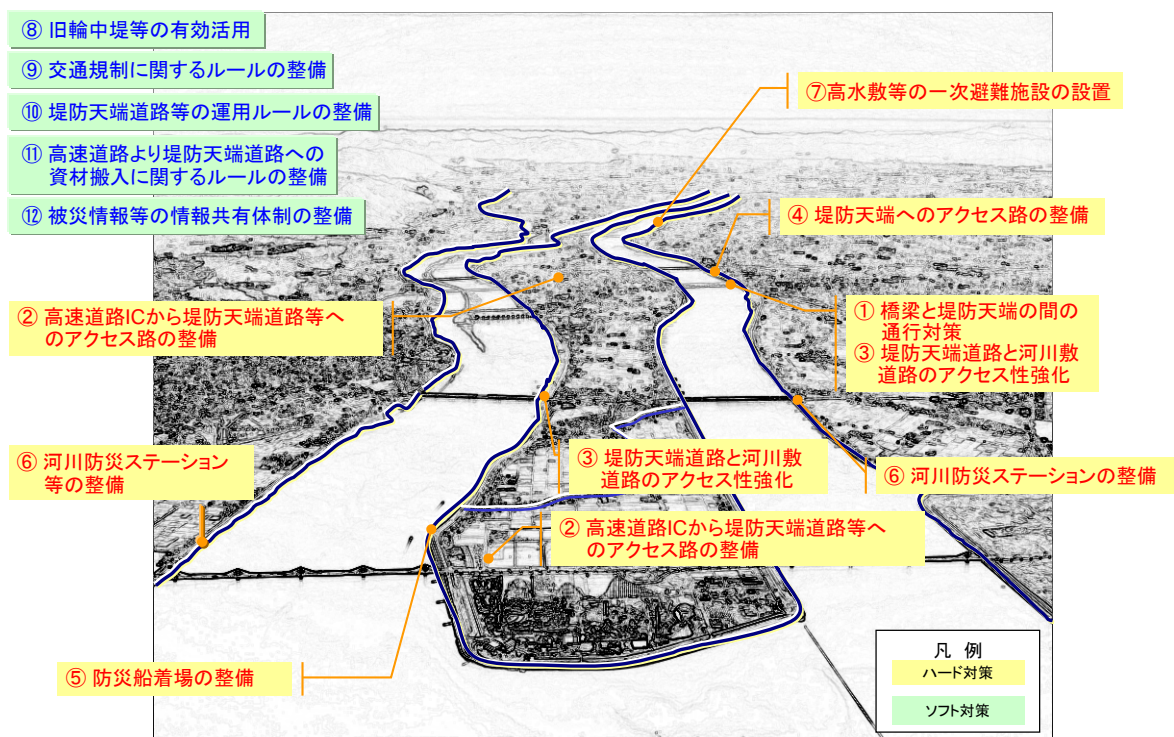 ⑧ 旧輪中堤等の有効活用
⑨ 交通規制に関するルールの整備
⑩ 堤防天端道路等の運用ルールの整備
⑪ 高速道路より堤防天端道路への
資材搬入に関するルールの整備
⑫ 被災情報等の情報共有体制の整備
⑦高水敷等の一次避難施設の設置
④ 堤防天端へのアクセス路の整備
② 高速道路ICから堤防天端道路等へ
のアクセス路の整備
① 橋梁と堤防天端の間の
通行対策
③ 堤防天端道路と河川敷
道路のアクセス性強化
⑥ 河川防災ステーション
等の整備
③ 堤防天端道路と河川敷
道路のアクセス性強化
⑥ 河川防災ステーションの整備
② 高速道路ICから堤防天端道路等へ
のアクセス路の整備
⑤ 防災船着場の整備
凡 例
ハード対策
ソフト対策